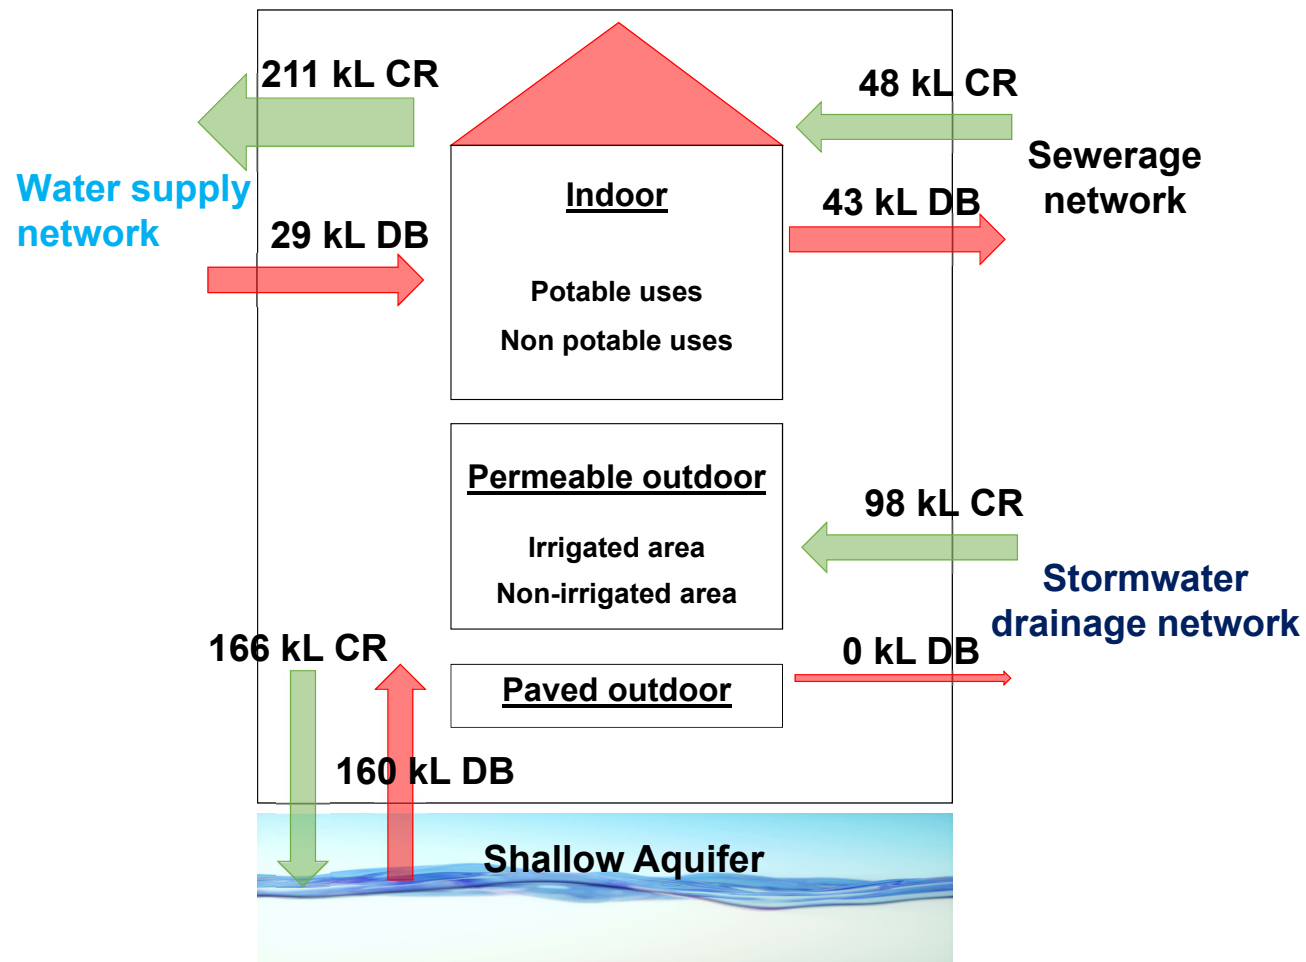 211 kL CR
48 kL CR
Sewerage
network
Water supply
network
Indoor
43 kL DB
29 kL DB
Potable uses
Non potable uses
Permeable outdoor
98 kL CR
Irrigated area
Non-irrigated area
Stormwater
drainage network
166 kL CR
0 kL DB
Paved outdoor
160 kL DB
Shallow Aquifer